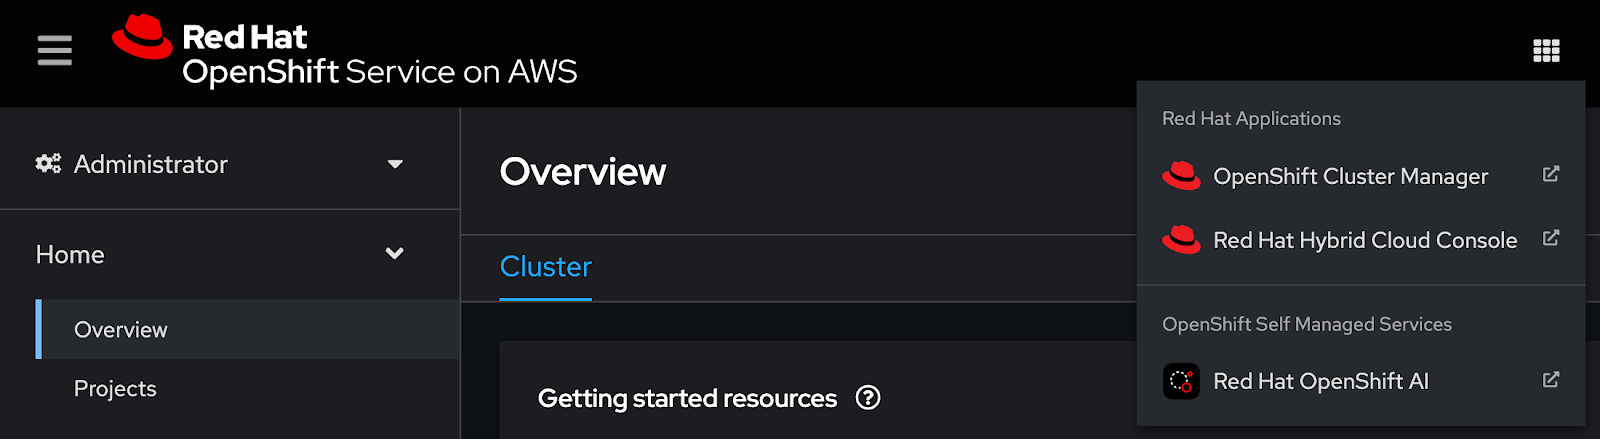 Red Hat
OpenShift Service on AWS
Administrator
Home
Overview
Projects
Overview
Cluster
Getting started resources
Red Hat Applications
OpenShift Cluster Manager
Red Hat Hybrid Cloud Console
OpenShift Self Managed Services
Red Hat OpenShift AI